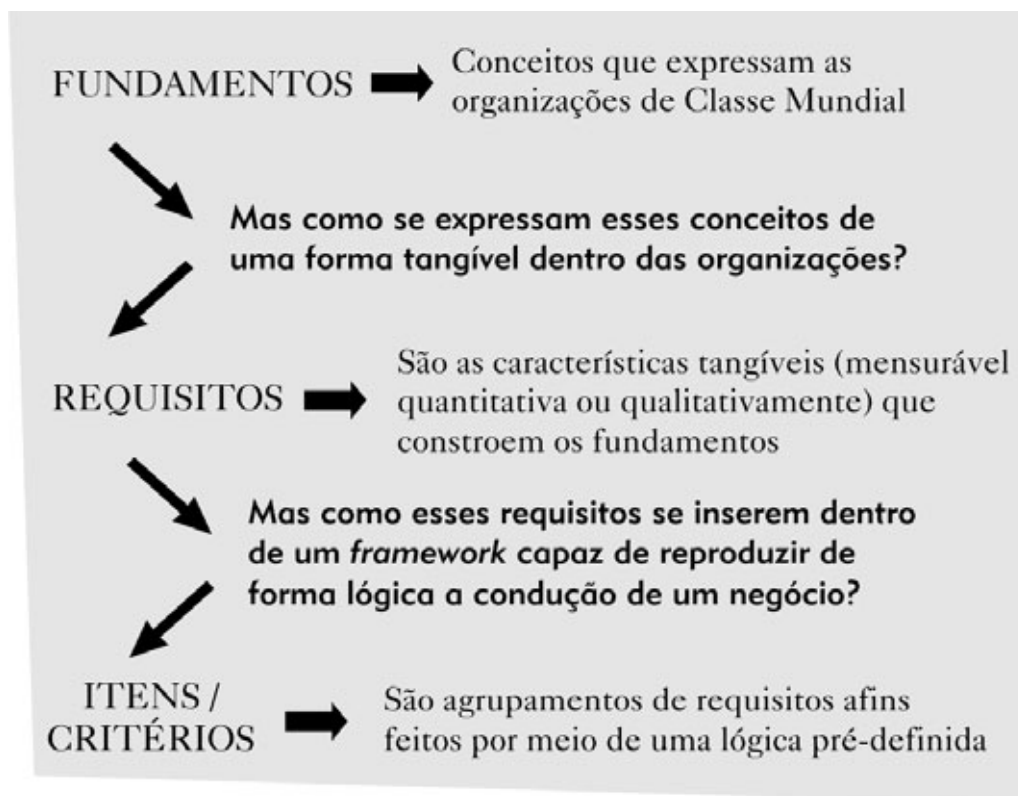 FUNDAMENTOS
Conceitos que expressam as
organizações de Classe Mundial
Mas como se expressam esses conceitos de
uma forma tangível dentro das organizações?
REQUISITOS
São as características tangíveis (mensurável
quantitativa ou qualitativamente) que
constroem os fundamentos
Mas como esses requisitos se inserem dentro
de um framework capaz de reproduzir de
forma lógica a condução de um negócio?
ITENS /
CRITÉRIOS
São agrupamentos de requisitos afins
feitos por meio de uma lógica pré-definida